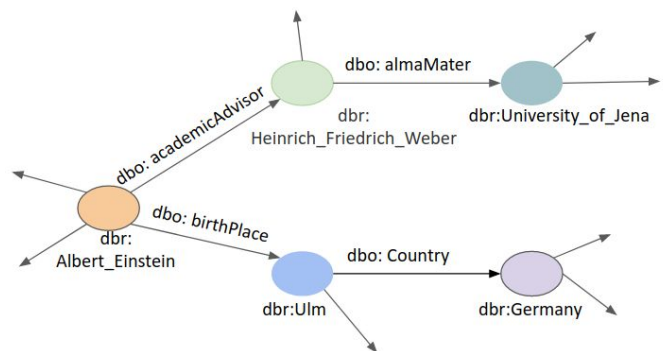 dbo: almaMater
dbo: academicAdvisor
dbr:
Heinrich_Friedrich_Weber
dbr:University_of_Jena
dbo: birthPlace
dbr:
Albert_Einstein
dbo: Country
dbr:Ulm
dbr:Germany